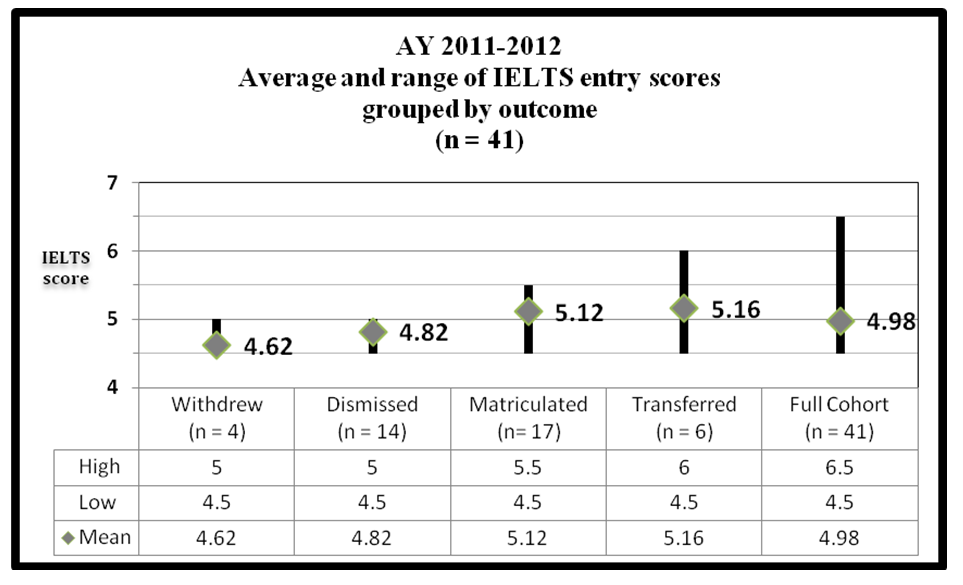 AY 2011-2012
Average and range of IELTS entry scores
grouped by outcome
(n = 41)
7
6
5
4
IELTS
score
4.62
4.82
5.12
5.16
4.98
Withdrew (n = 4) Dismissed (n = 14) Matriculated (n= 17) Transferred (n = 6) Full Cohort (n = 41)
High 5 5 5.5 6 6.5
Low 4.5 4.5 4.5 4.5 4.5
Mean 4.62 4.82 5.12 5.16 4.98